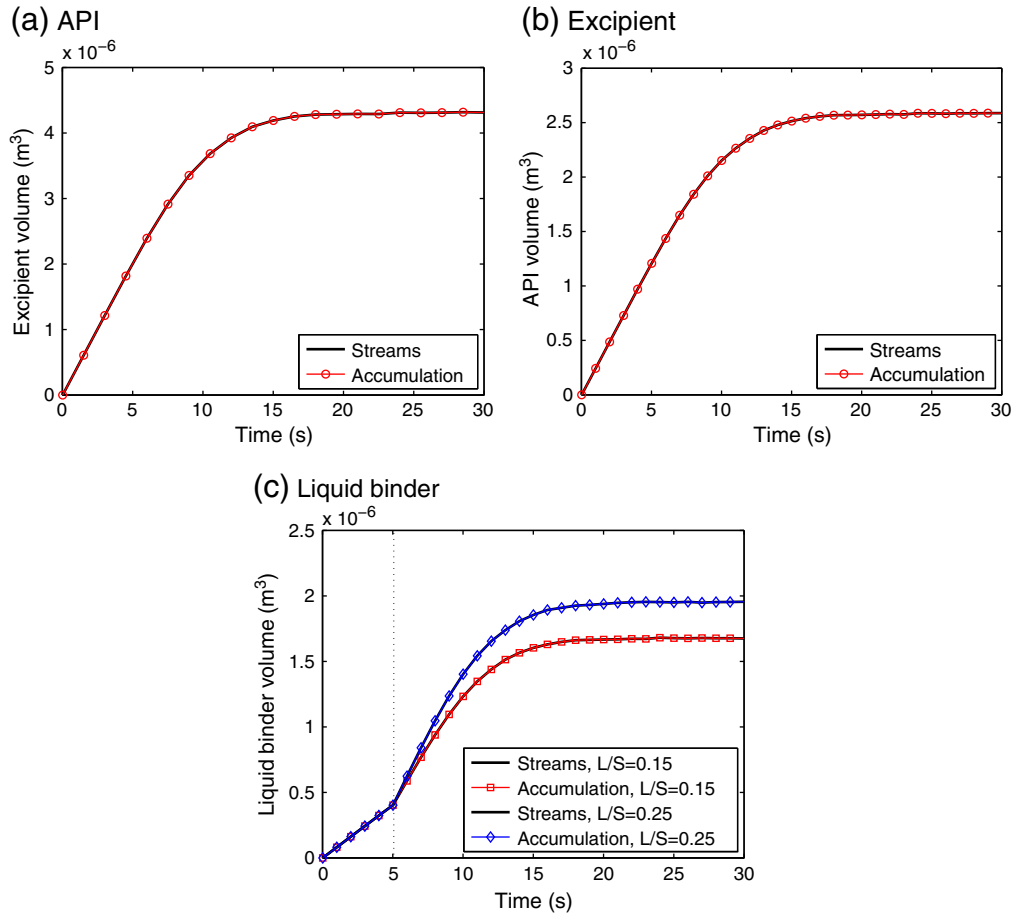 (a) API
x 10⁻⁶
5
4
3
2
1
0
Excipient volume (m³)
0 5 10 15 20 25 30
Time (s)
Streams
Accumulation
(b) Excipient
x 10⁻⁶
3
2.5
2
1.5
1
0.5
0
API volume (m³)
0 5 10 15 20 25 30
Time (s)
Streams
Accumulation
(c) Liquid binder
x 10⁻⁶
2.5
2
1.5
1
0.5
0
Liquid binder volume (m³)
0 5 10 15 20 25 30
Time (s)
Streams, L/S=0.15
Accumulation, L/S=0.15
Streams, L/S=0.25
Accumulation, L/S=0.25